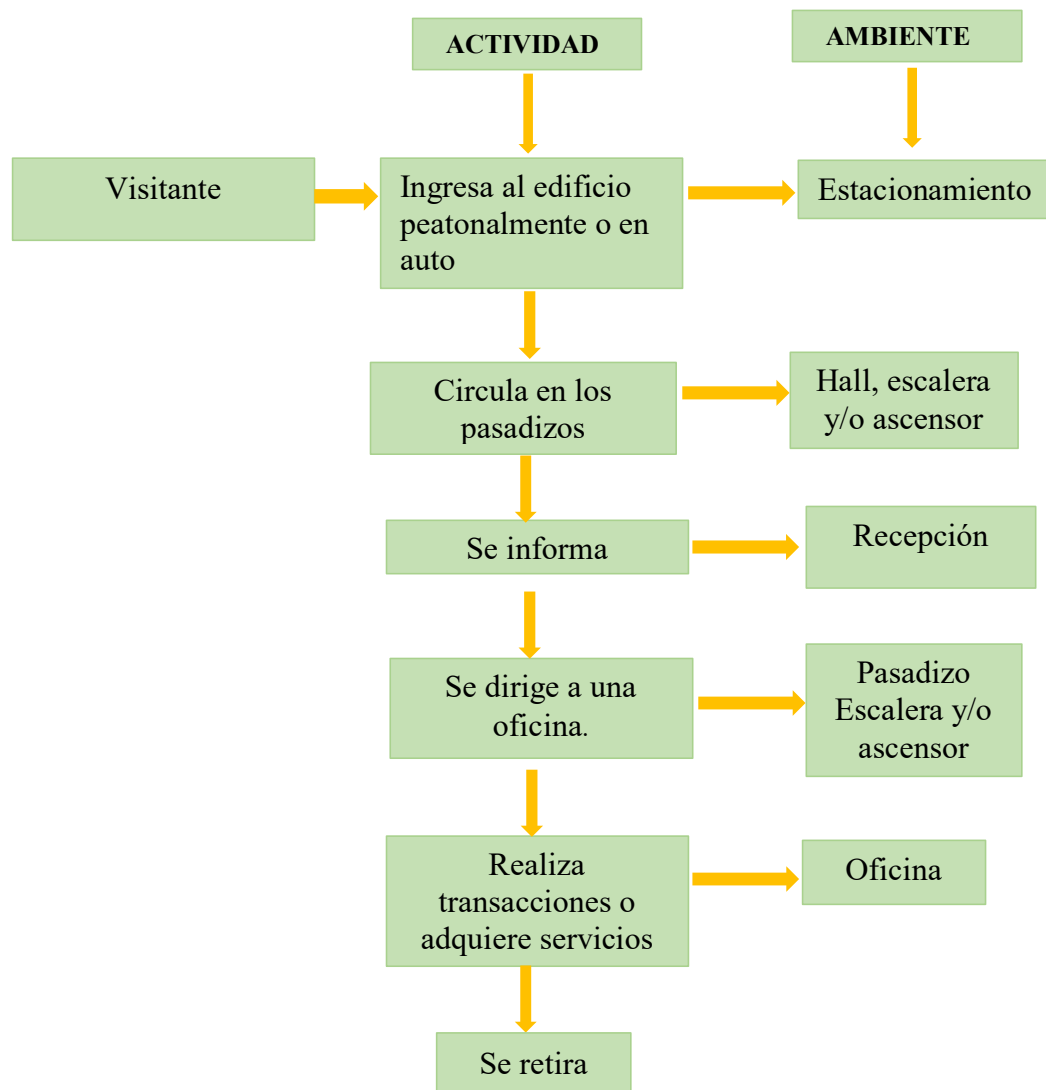 ACTIVIDAD
AMBIENTE
Visitante
Ingresa al edificio
peatonalmente o en
auto
Estacionamiento
Circula en los
pasadizos
Hall, escalera
y/o ascensor
Se informa
Recepción
Se dirige a una
oficina.
Pasadizo
Escalera y/o
ascensor
Realiza
transacciones o
adquiere servicios
Oficina
Se retira